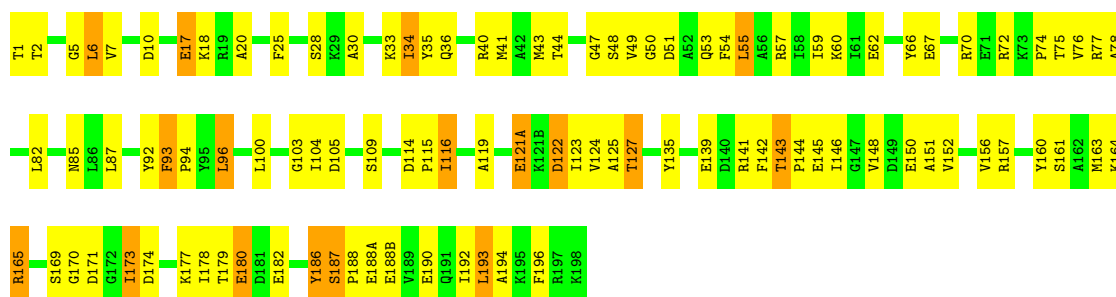 T1 T2 G5 L6 V7 D10 E17 K18 R19 A20 F25 S28 K29 A30 K33 I34 Y35 Q36 R40 M41 A42 M43 T44 G47 S48 V49 G50 D51 A52 Q53 F54 L55 A56 R57 I58 I59 K60 I61 E62 Y66 E67 R70 E71 R72 K73 P74 T75 V76 R77 A78
L82 N85 L86 L87 Y92 F93 P94 Y95 L96 L100 G103 I104 D105 S109 D114 P115 I116 A119 E121A K121B D122 I123 V124 A125 T127 Y135 E139 D140 R141 F142 T143 P144 E145 I146 G147 V148 D149 E150 A151 V152 V156 R157 Y160 S161 A162 M163
R165 S169 G170 D171 G172 I173 D174 K177 I178 T179 E180 D181 E182 Y186 S187 P188 E188A E188B V189 E190 Q191 I192 L193 A194 K195 F196 R197 K198